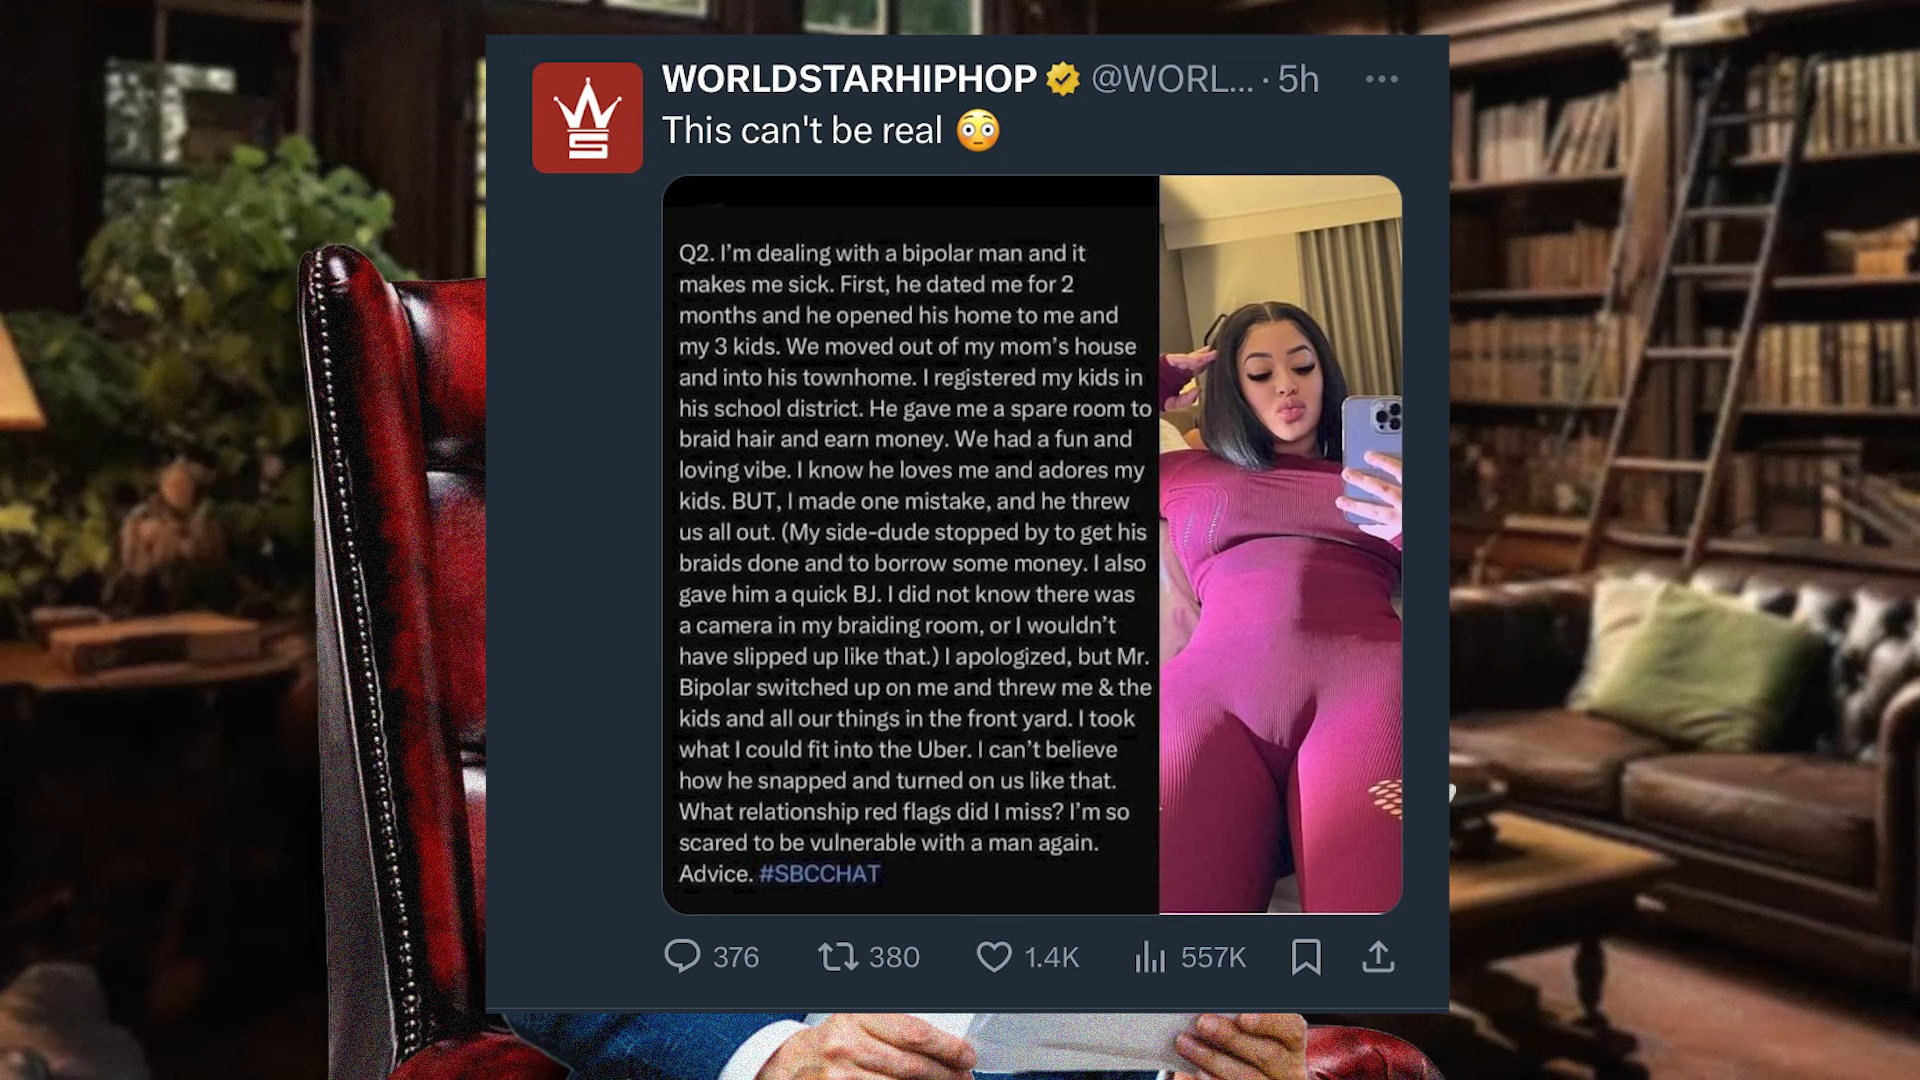 WORLDSTARHIPHOP @WORL... · 5h
This can't be real 😳
Q2. I'm dealing with a bipolar man and it
makes me sick. First, he dated me for 2
months and he opened his home to me and
my 3 kids. We moved out of my mom's house
and into his townhome. I registered my kids in
his school district. He gave me a spare room to
braid hair and earn money. We had a fun and
loving vibe. I know he loves me and adores my
kids. BUT, I made one mistake, and he threw
us all out. (My side-dude stopped by to get his
braids done and to borrow some money. I also
gave him a quick BJ. I did not know there was
a camera in my braiding room, or I wouldn't
have slipped up like that.) I apologized, but Mr.
Bipolar switched up on me and threw me & the
kids and all our things in the front yard. I took
what I could fit into the Uber. I can't believe
how he snapped and turned on us like that.
What relationship red flags did I miss? I'm so
scared to be vulnerable with a man again.
Advice. #SBCCHAT
376 380 1.4K 557K